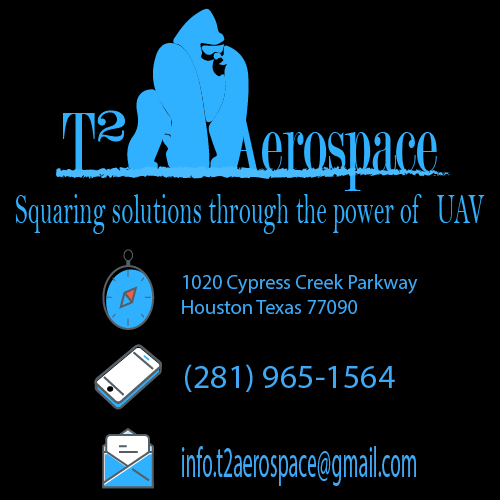 T² Aerospace
Squaring solutions through the power of UAV
1020 Cypress Creek Parkway
Houston Texas 77090
(281) 965-1564
info.t2aerospace@gmail.com